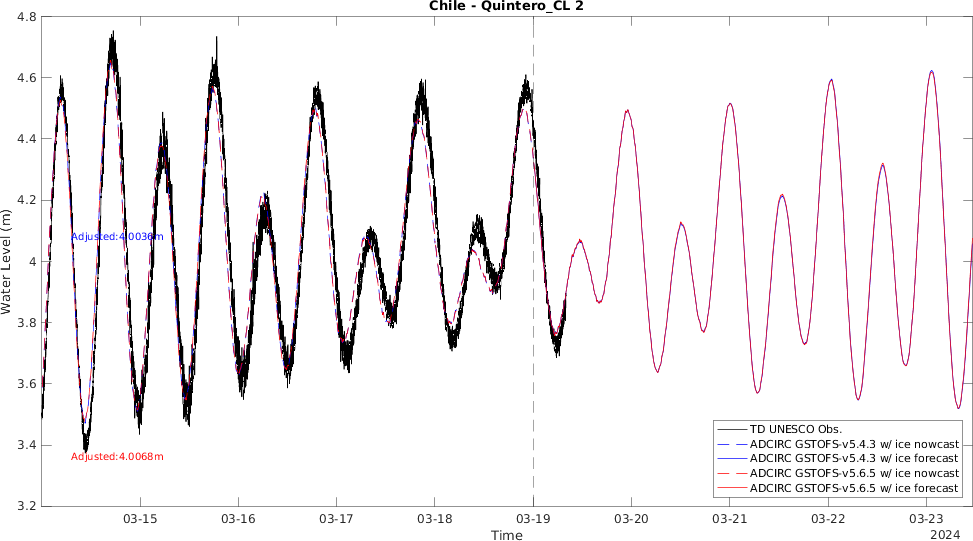 Chile - Quintero_CL 2
4.8
4.6
4.4
4.2
4
3.8
3.6
3.4
3.2
Water Level (m)
Adjusted:4.0036m
Adjusted:4.0068m
TD UNESCO Obs.
ADCIRC GSTOFS-v5.4.3 w/ ice nowcast
ADCIRC GSTOFS-v5.4.3 w/ ice forecast
ADCIRC GSTOFS-v5.6.5 w/ ice nowcast
ADCIRC GSTOFS-v5.6.5 w/ ice forecast
03-15 03-16 03-17 03-18 03-19 03-20 03-21 03-22 03-23
Time
2024